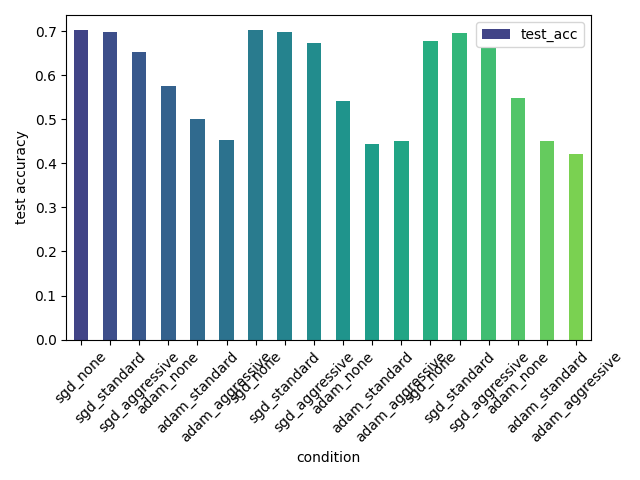 test_acc
test accuracy
0.7
0.6
0.5
0.4
0.3
0.2
0.1
0.0
sgd_none
sgd_standard
sgd_aggressive
adam_none
adam_standard
adam_aggressive
sgd_none
sgd_standard
sgd_aggressive
adam_none
adam_standard
adam_aggressive
sgd_none
sgd_standard
sgd_aggressive
adam_none
adam_standard
adam_aggressive
condition